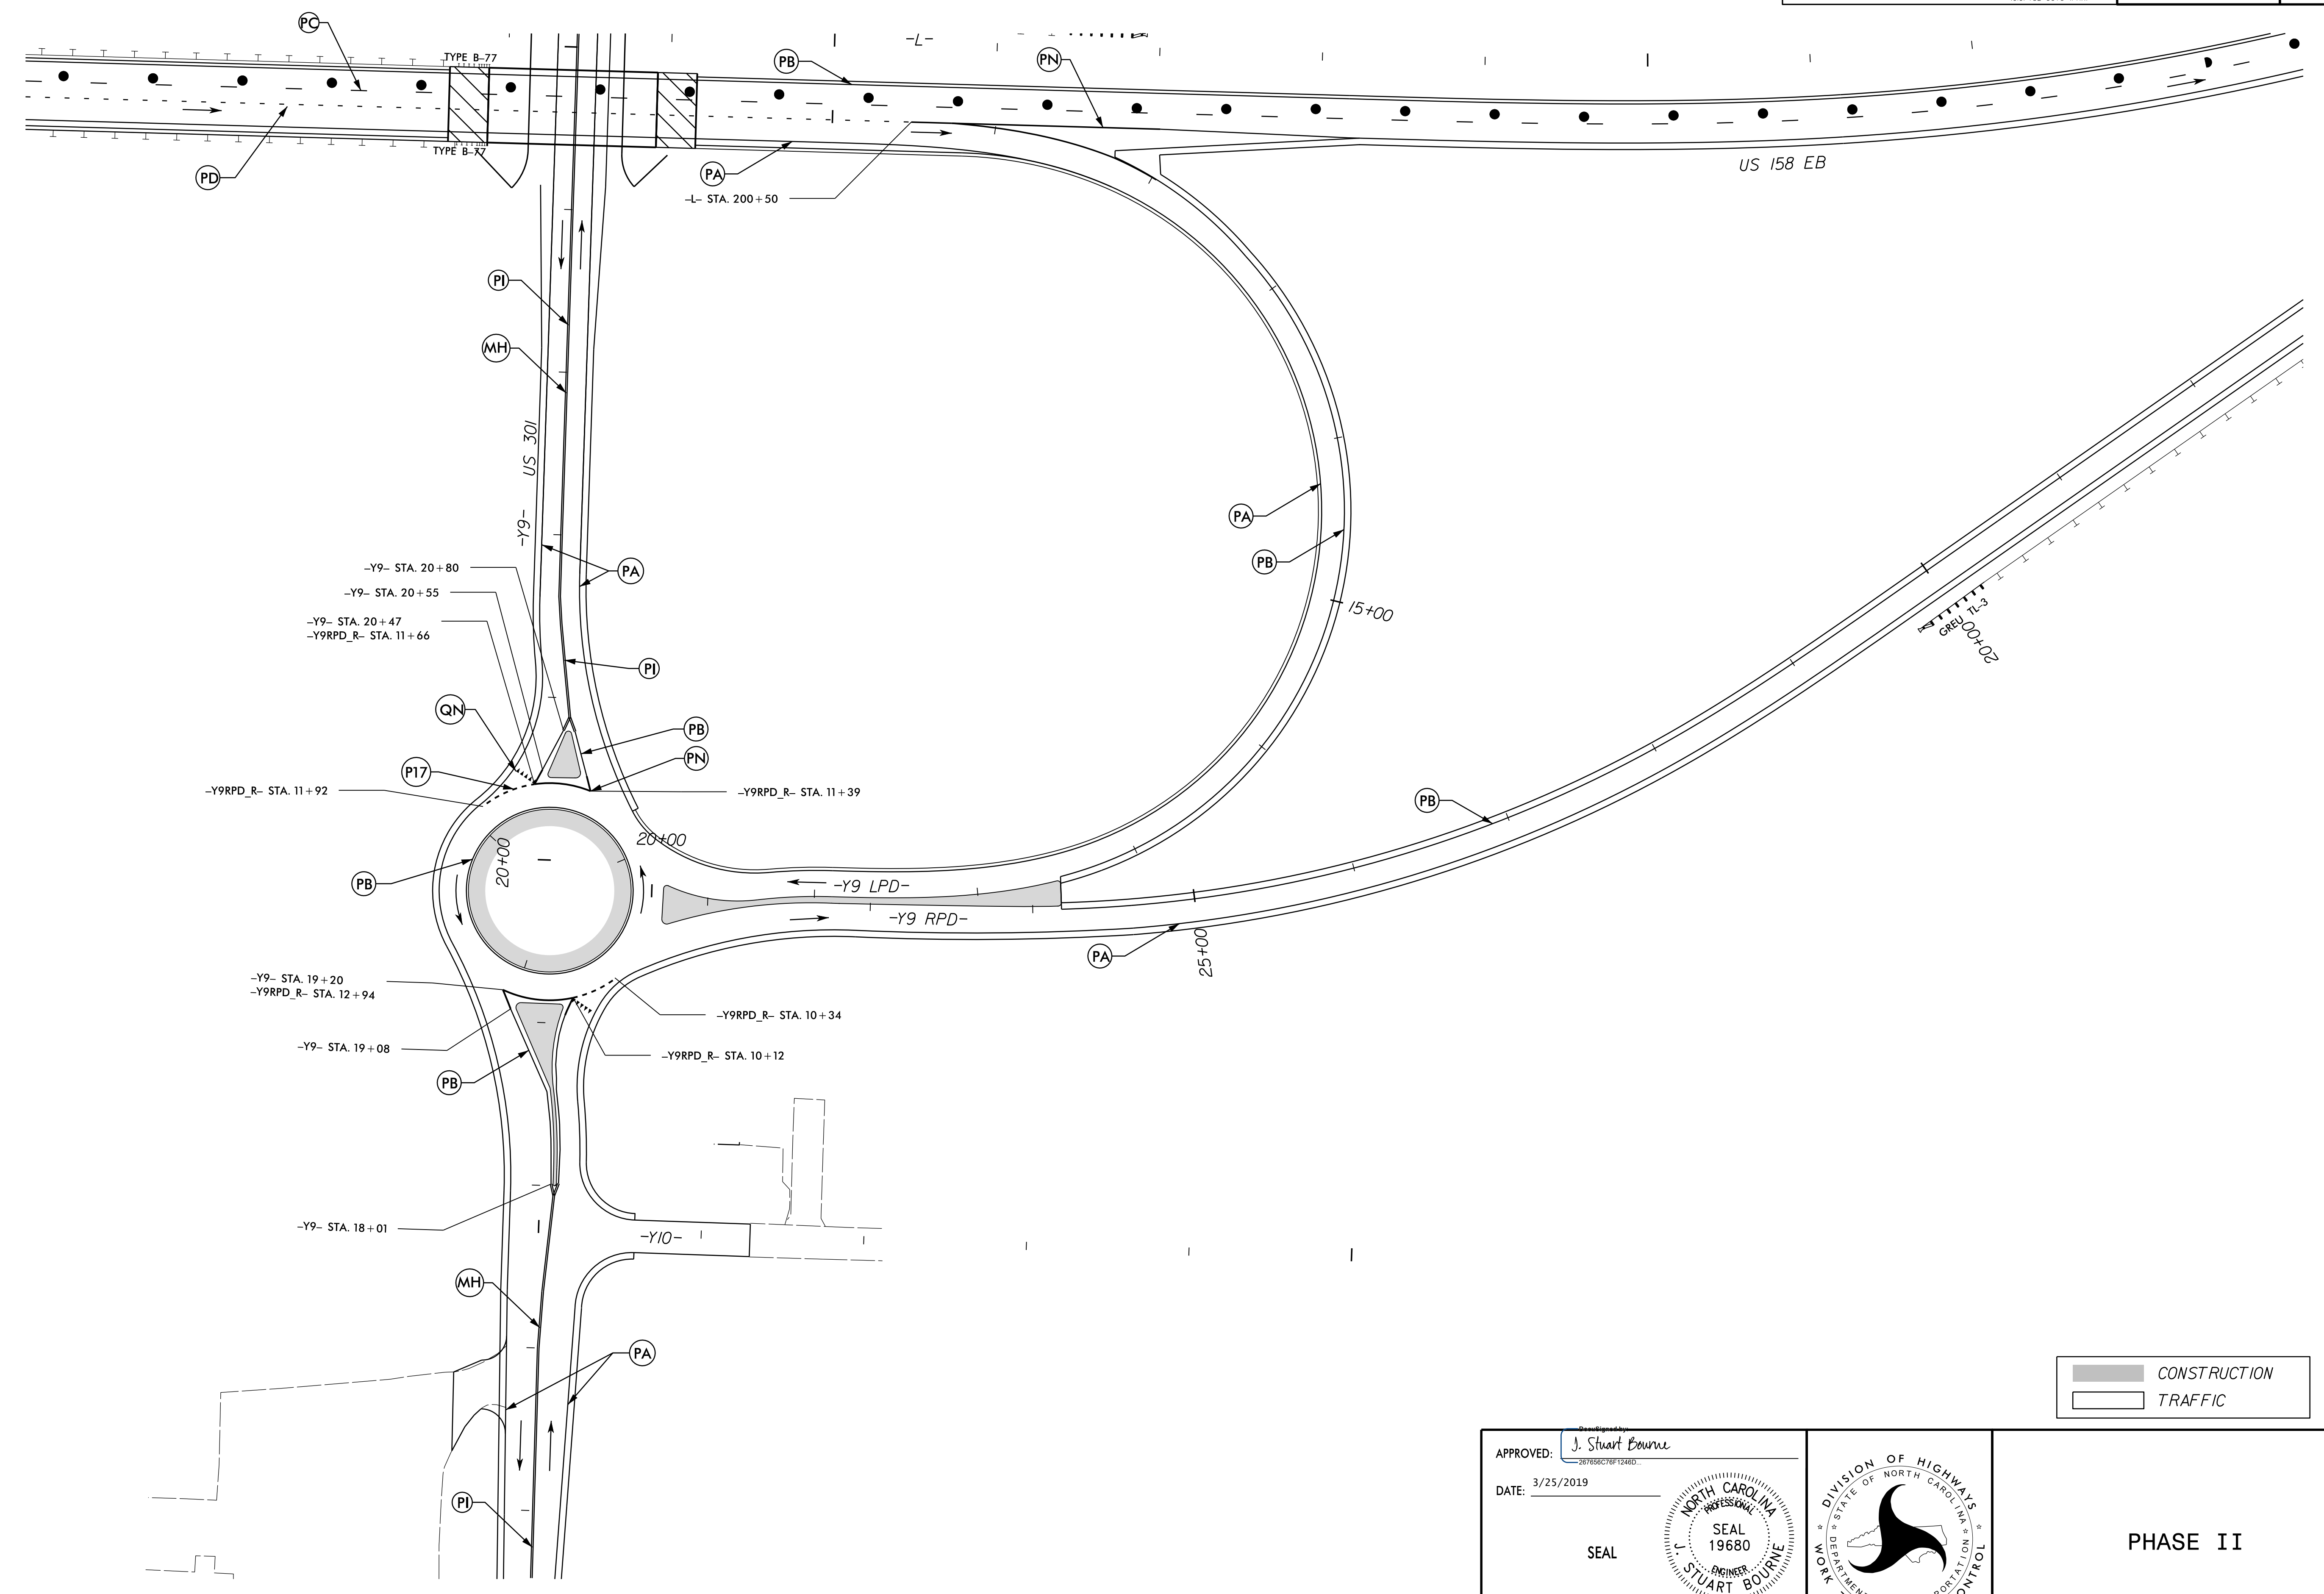 PC
-L-
PB
PN
TYPE B-77
TYPE B-77
PD
PA
-L- STA. 200+50
US 158 EB
PI
MH
-Y9- US 301
PA
PB
-Y9- STA. 20+80
-Y9- STA. 20+55
-Y9- STA. 20+47
-Y9RPD_R- STA. 11+66
PA
15+00
GREU TL-3
20+00
PI
QN
PB
PN
P17
-Y9RPD_R- STA. 11+92
-Y9RPD_R- STA. 11+39
PB
20+00
20+00
PB
-Y9 LPD-
-Y9 RPD-
PA
25+00
-Y9- STA. 19+20
-Y9RPD_R- STA. 12+94
-Y9RPD_R- STA. 10+34
-Y9- STA. 19+08
-Y9RPD_R- STA. 10+12
PB
-Y9- STA. 18+01
-Y10-
MH
PA
PI
CONSTRUCTION
TRAFFIC
DocuSigned by:
APPROVED: J. Stuart Bourne
267656C76F1246D...
DATE: 3/25/2019
SEAL
NORTH CAROLINA
PROFESSIONAL
SEAL
19680
ENGINEER
J. STUART BOURNE
DIVISION OF HIGHWAYS
STATE OF NORTH CAROLINA
WORK
PHASE II